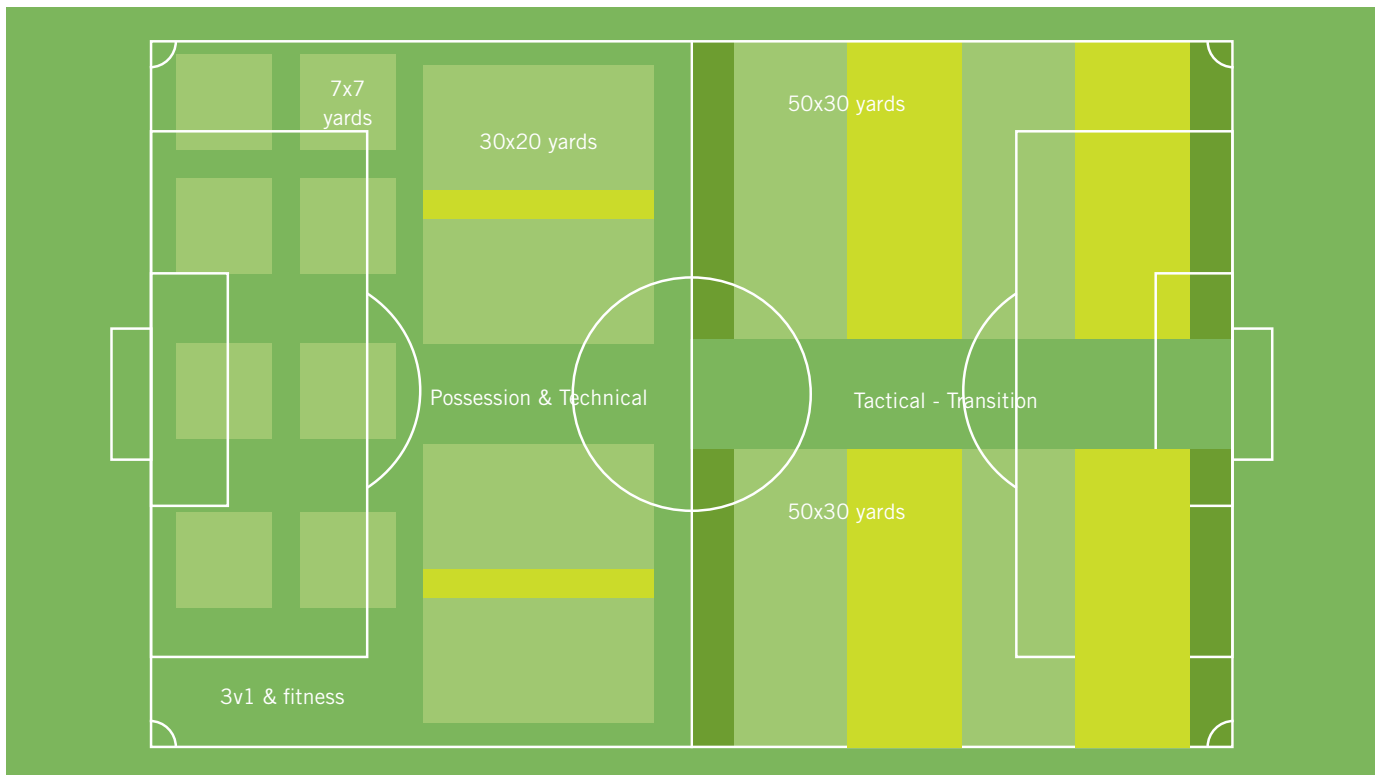 7x7
yards
30x20 yards
50x30 yards
Possession & Technical
Tactical - Transition
50x30 yards
3v1 & fitness